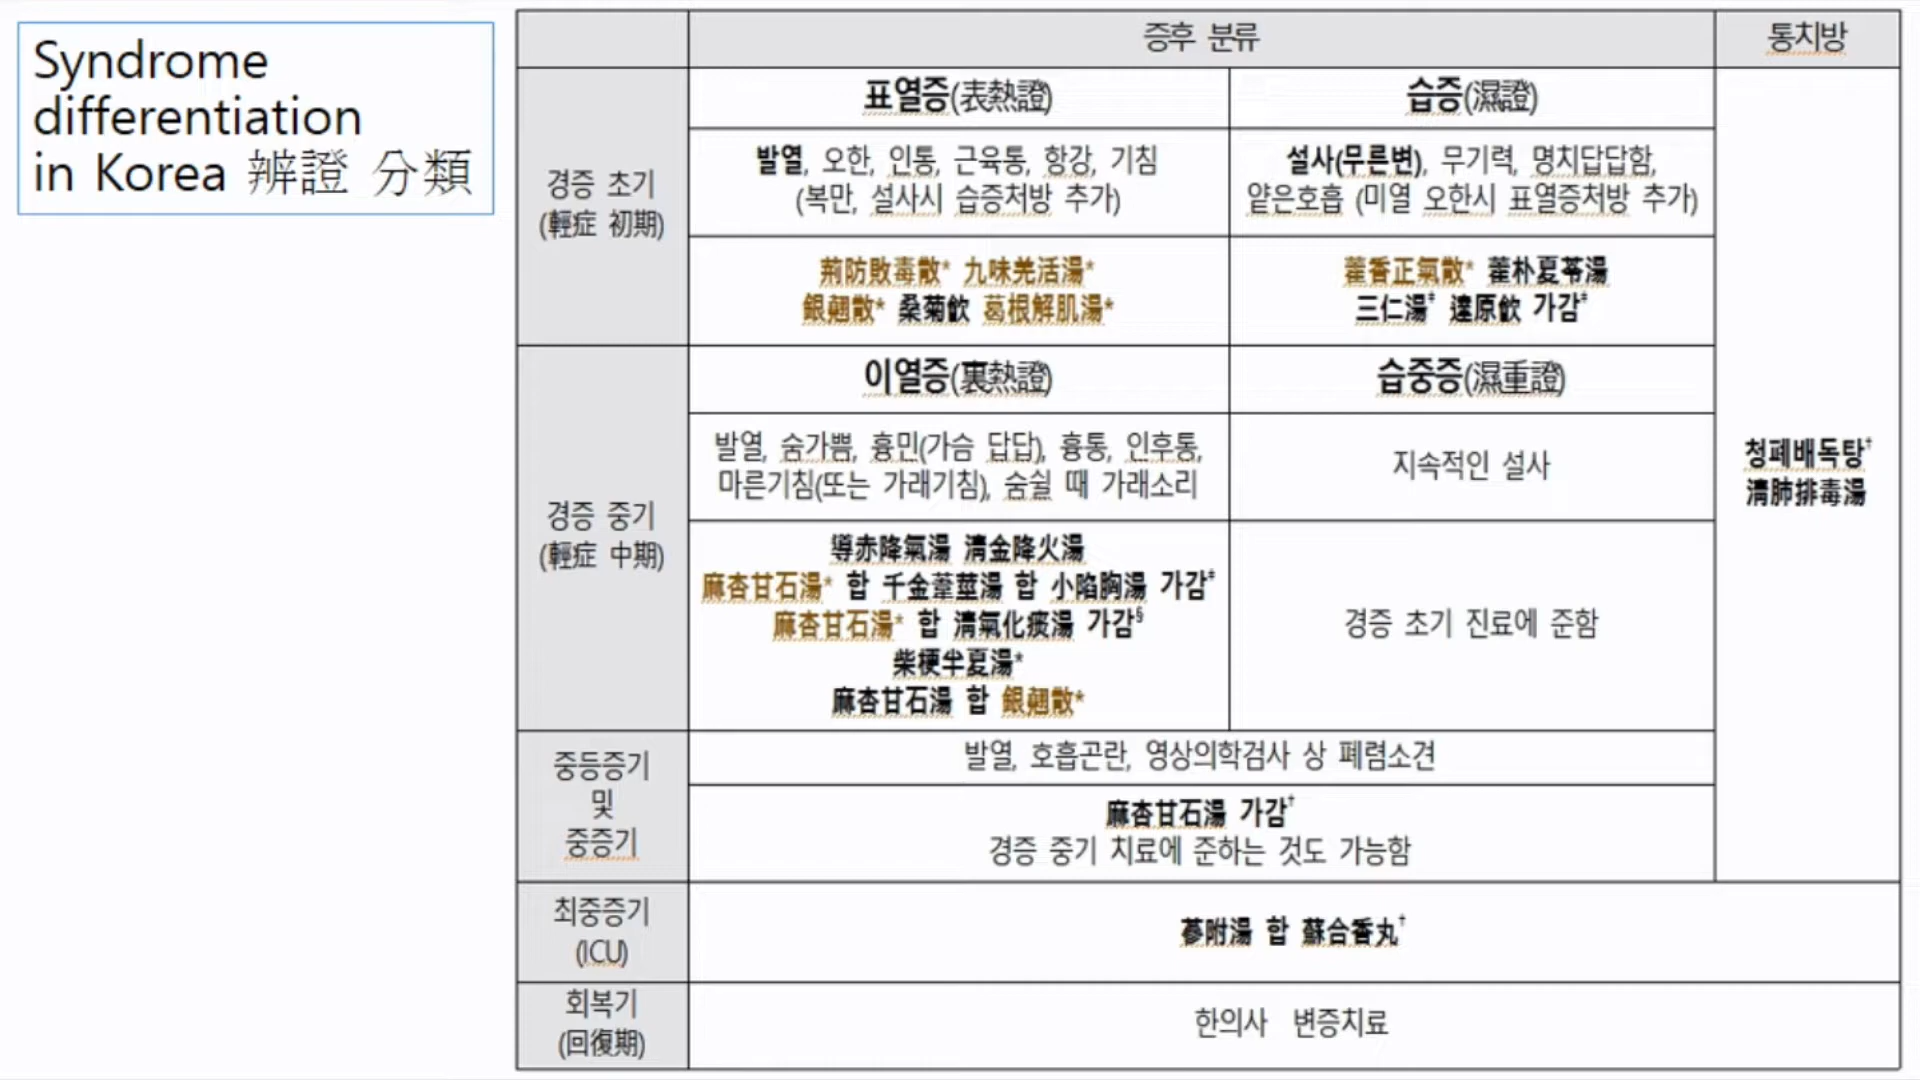 Syndrome
differentiation
in Korea 辨證 分類
증후 분류
통치방
경증 초기
(輕症 初期)
표열증(表熱證)
습증(濕證)
발열, 오한, 인통, 근육통, 항강, 기침
(복만, 설사시 습증처방 추가)
설사(무른변), 무기력, 명치답답함,
얕은호흡 (미열 오한시 표열증처방 추가)
荊防敗毒散* 九味羌活湯*
銀翹散* 桑菊飮 葛根解肌湯*
藿香正氣散* 藿朴夏苓湯
三仁湯‡ 達原飮 가감‡
경증 중기
(輕症 中期)
이열증(裏熱證)
습중증(濕重證)
발열, 숨가쁨, 흉민(가슴 답답), 흉통, 인후통,
마른기침(또는 가래기침), 숨쉴 때 가래소리
지속적인 설사
導赤降氣湯 淸金降火湯
麻杏甘石湯* 합 千金葦莖湯 합 小陷胸湯 가감‡
麻杏甘石湯* 합 淸氣化痰湯 가감§
柴梗半夏湯*
麻杏甘石湯 합 銀翹散*
경증 초기 진료에 준함
청폐배독탕†
淸肺排毒湯
중등증기
및
중증기
발열, 호흡곤란, 영상의학검사 상 폐렴소견
麻杏甘石湯 가감†
경증 중기 치료에 준하는 것도 가능함
최중증기
(ICU)
蔘附湯 합 蘇合香丸†
회복기
(回復期)
한의사 변증치료